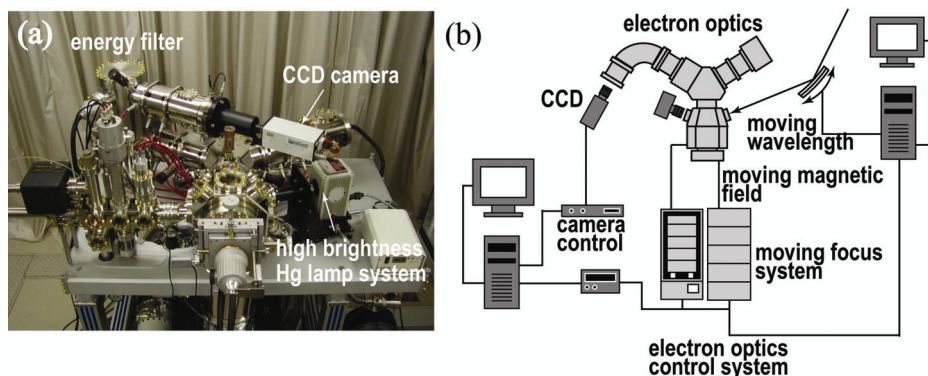 (a)
energy filter
CCD camera
high brightness
Hg lamp system
(b)
electron optics
CCD
moving
wavelength
moving magnetic
field
camera
control
moving focus
system
electron optics
control system